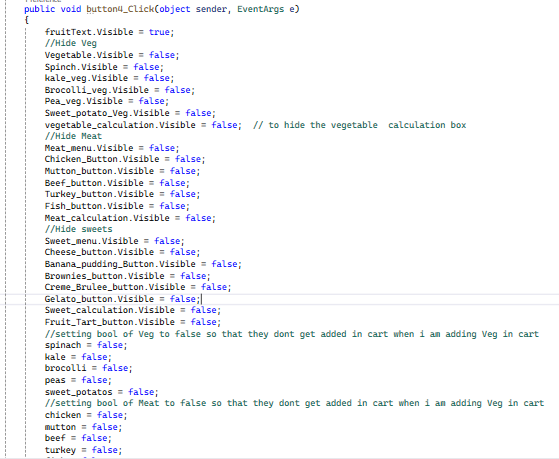 public void button4_Click(object sender, EventArgs e)
{
fruitText.Visible = true;
//Hide Veg
Vegetable.Visible = false;
Spinch.Visible = false;
kale_veg.Visible = false;
Brocolli_veg.Visible = false;
Pea_veg.Visible = false;
Sweet_potato_Veg.Visible = false;
vegetable_calculation.Visible = false;  // to hide the vegetable  calculation box
//Hide Meat
Meat_menu.Visible = false;
Chicken_Button.Visible = false;
Mutton_button.Visible = false;
Beef_button.Visible = false;
Turkey_button.Visible = false;
Fish_button.Visible = false;
Meat_calculation.Visible = false;
//Hide sweets
Sweet_menu.Visible = false;
Cheese_button.Visible = false;
Banana_pudding_Button.Visible = false;
Brownies_button.Visible = false;
Creme_Brulee_button.Visible = false;
Gelato_button.Visible = false;
Sweet_calculation.Visible = false;
Fruit_Tart_button.Visible = false;
//setting bool of Veg to false so that they dont get added in cart when i am adding Veg in cart
spinach = false;
kale = false;
brocolli = false;
peas = false;
sweet_potatos = false;
//setting bool of Meat to false so that they dont get added in cart when i am adding Veg in cart
chicken = false;
mutton = false;
beef = false;
turkey = false;